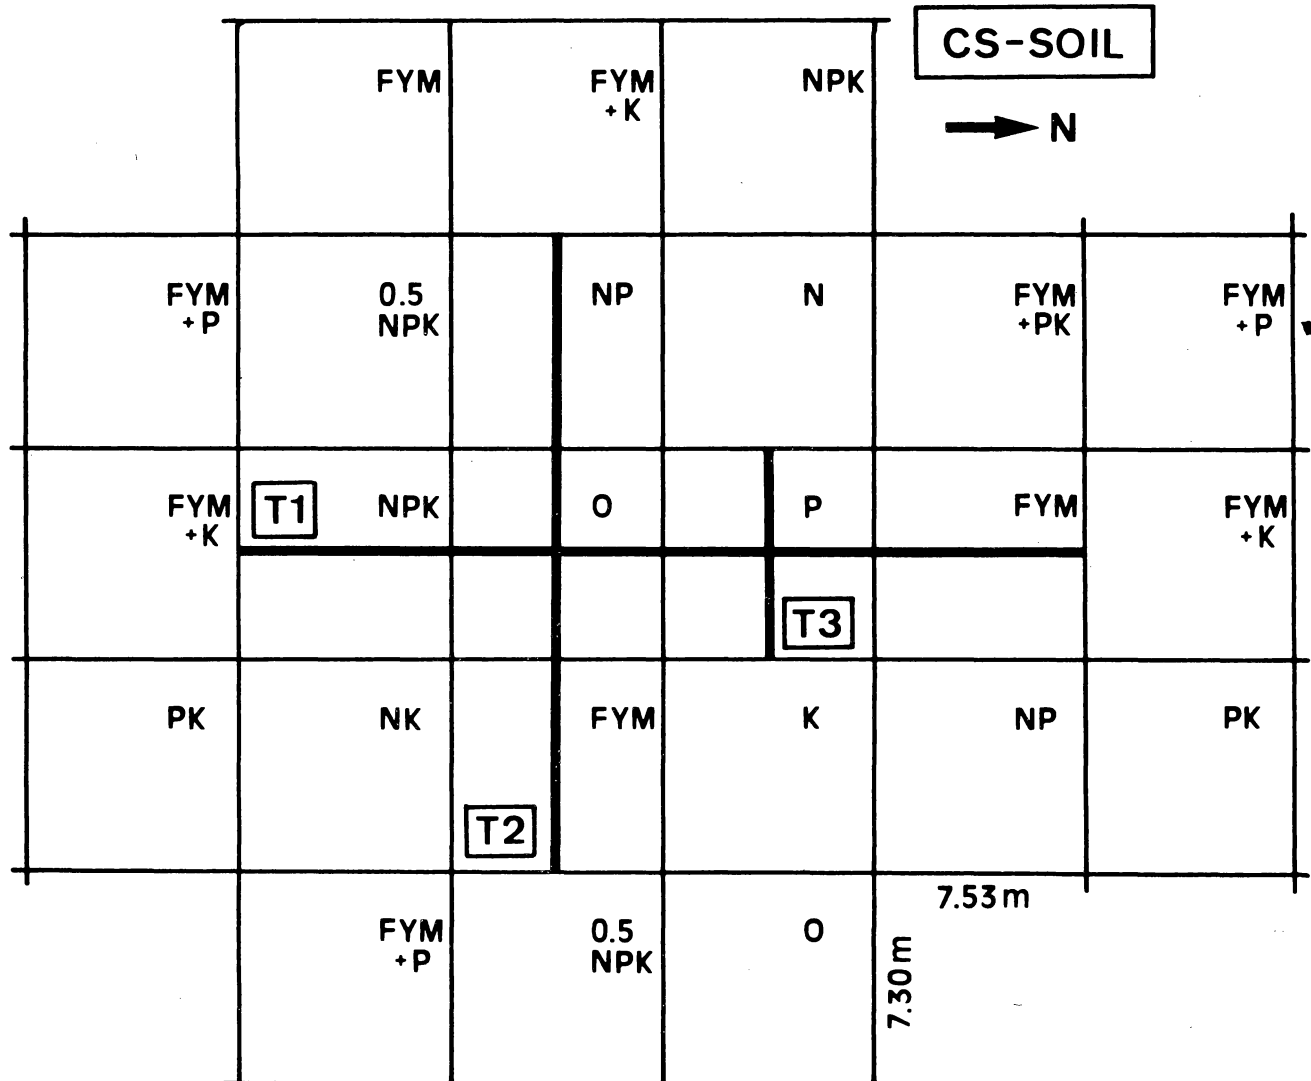 CS-SOIL
N
FYM
FYM
+K
NPK
FYM
+P
0.5
NPK
NP
N
FYM
+PK
FYM
+P
FYM
+K
T1
NPK
O
P
FYM
FYM
+K
T3
PK
NK
FYM
K
NP
PK
T2
7.53m
FYM
+P
0.5
NPK
O
7.30m